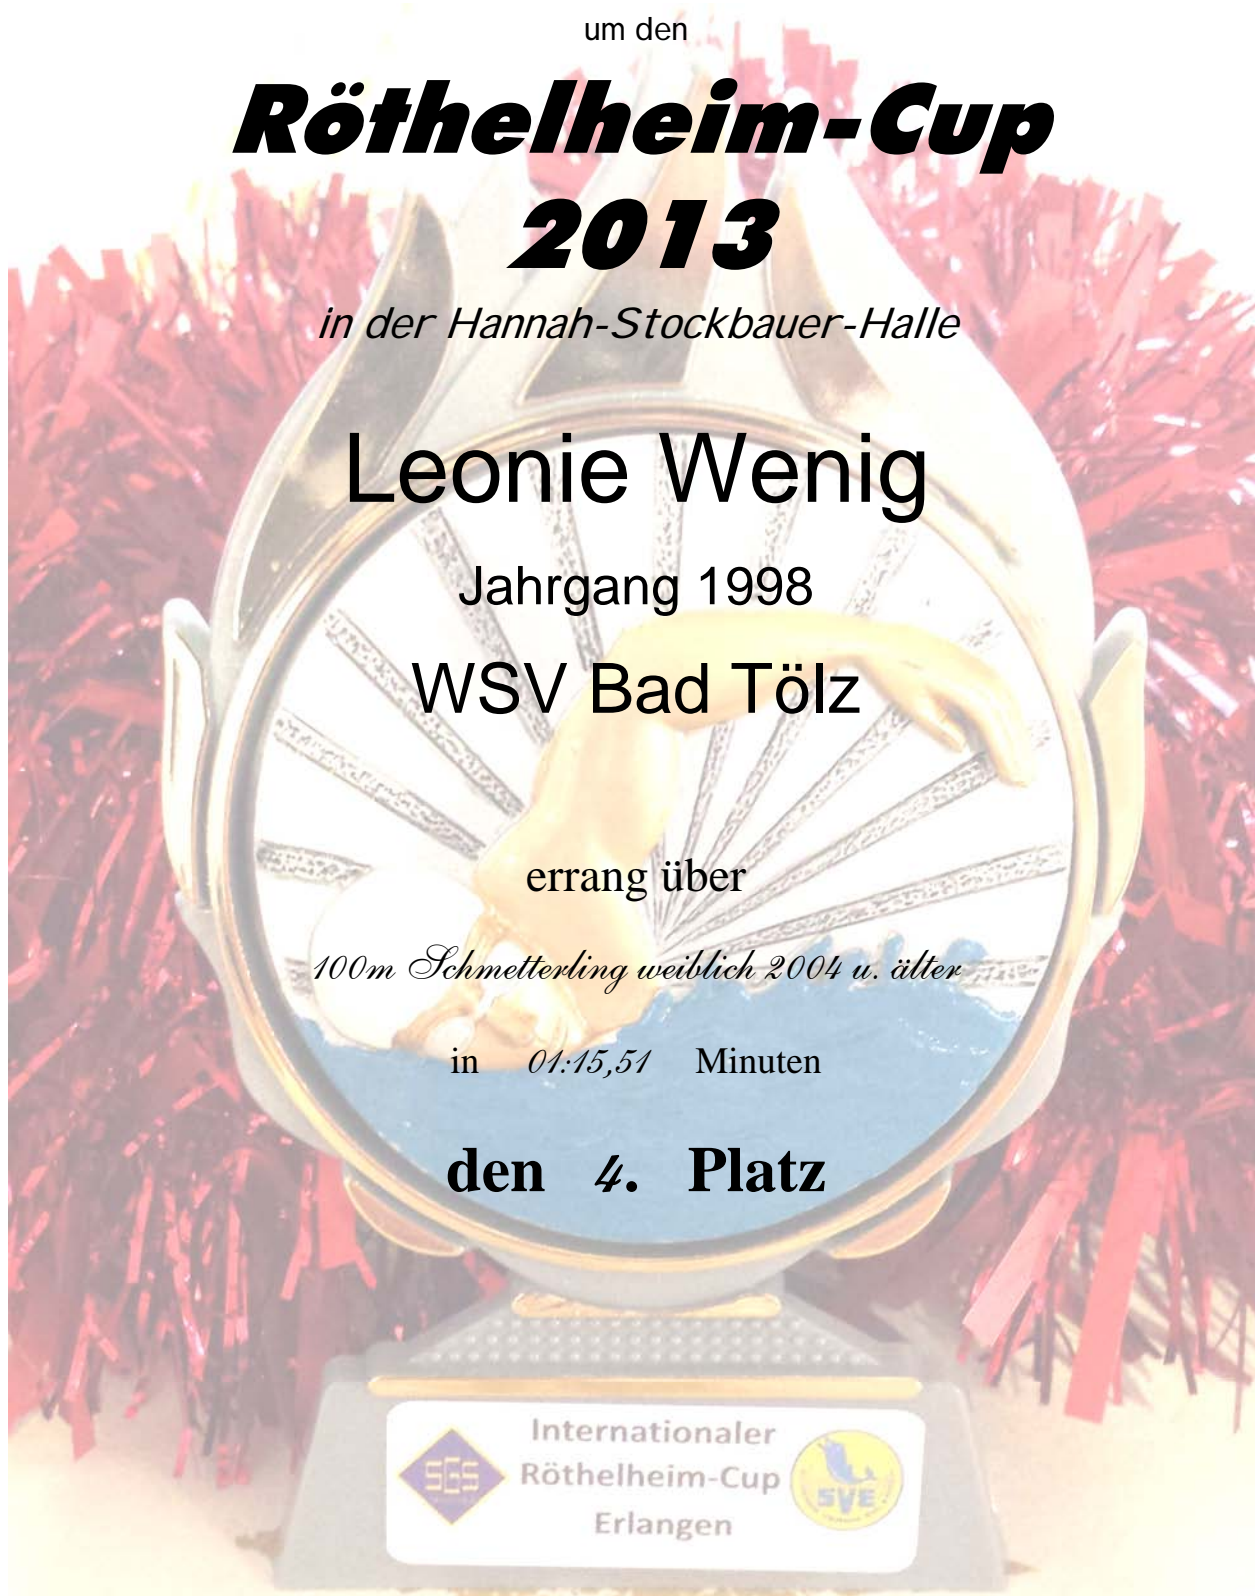 um den
Röthelheim-Cup
2013
in der Hannah-Stockbauer-Halle
Leonie Wenig
Jahrgang 1998
WSV Bad Tölz
errang über
100m Schmetterling weiblich 2004 u. älter
in 01:15,51 Minuten
den 4. Platz
Internationaler
SGS Röthelheim-Cup SVE
Erlangen